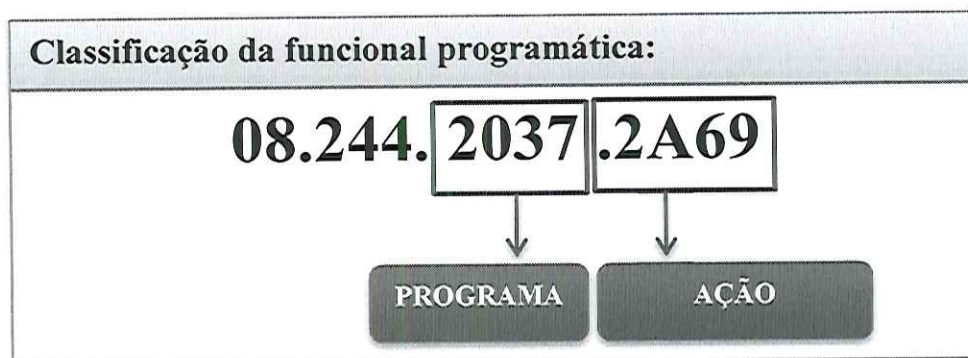 Classificação da funcional programática:
08.244.2037.2A69
PROGRAMA AÇÃO